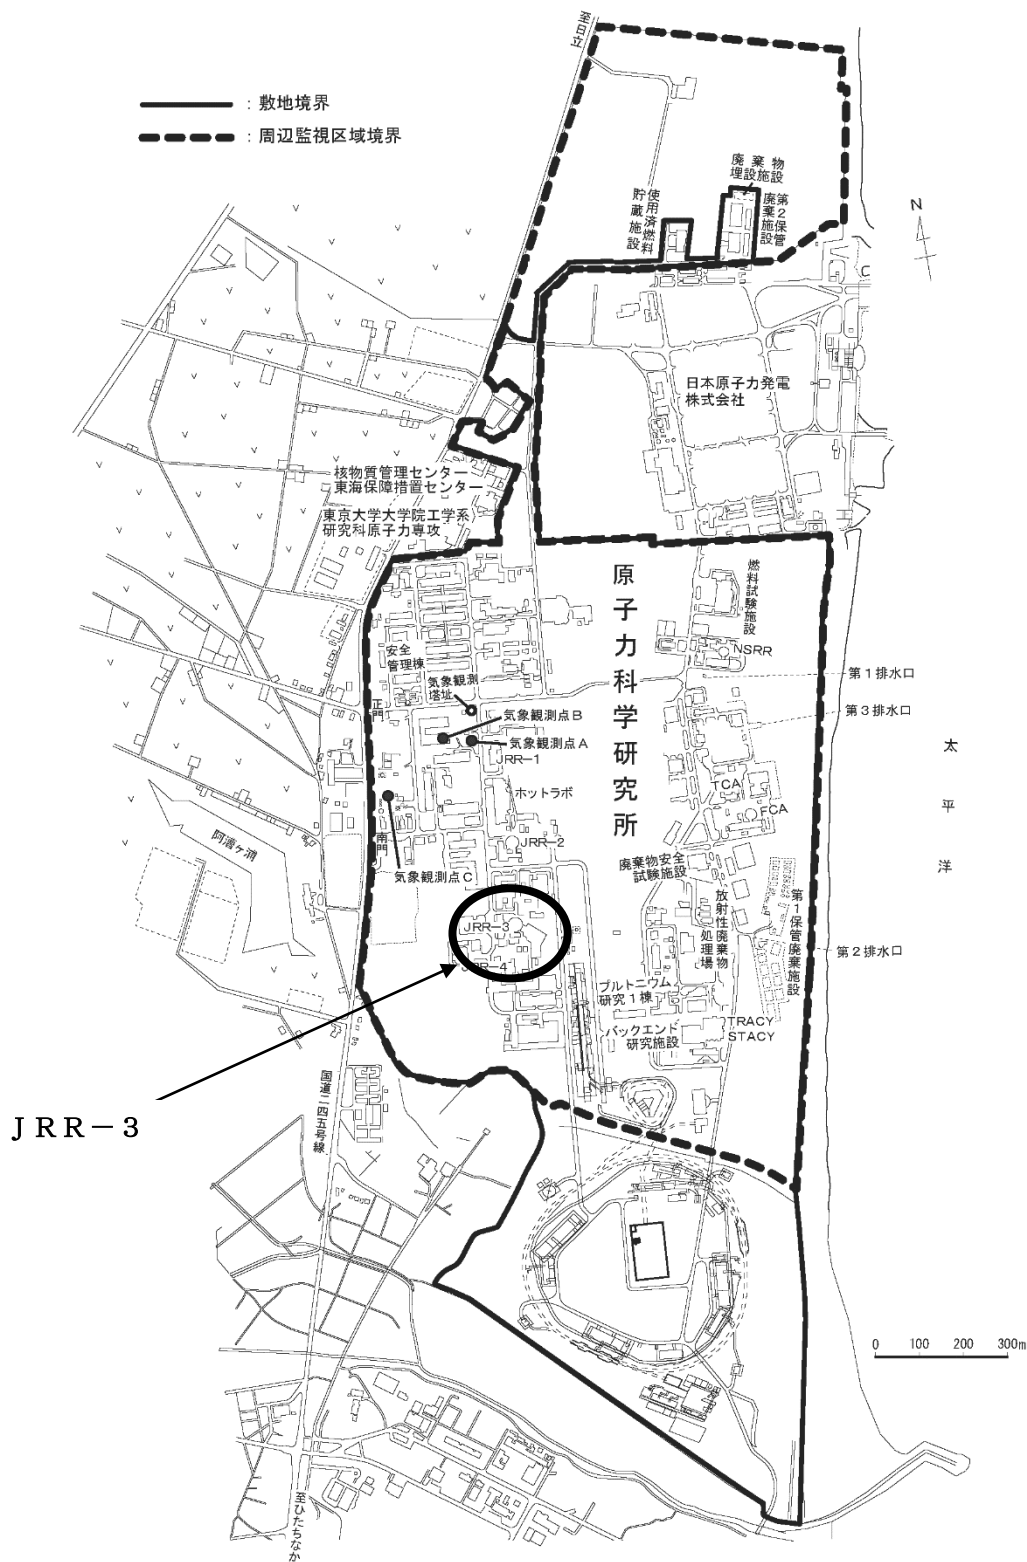 至日立
：敷地境界
：周辺監視区域境界
廃棄物
埋設施設
使用済燃料
貯蔵施設
第2保管
廃棄施設
N
C
日本原子力発電
株式会社
核物質管理センター
東海保障措置センター
東京大学大学院工学系
研究科原子力専攻
原子力科学研究所
燃料試験施設
NSRR
安全
管理棟
気象観測
塔址
正門
第1排水口
気象観測点B
第3排水口
気象観測点A
JRR-1
太平洋
TCA
ホットラボ
FCA
阿漕ヶ浦
南門
JRR-2
廃棄物安全
試験施設
気象観測点C
放射性廃棄物
処理場
第1保管廃棄施設
JRR-3
第2排水口
JRR-4
プルトニウム
研究1棟
TRACY
STACY
バックエンド
研究施設
国道二四五号線
JRR－3
0 100 200 300m
至ひたちなか